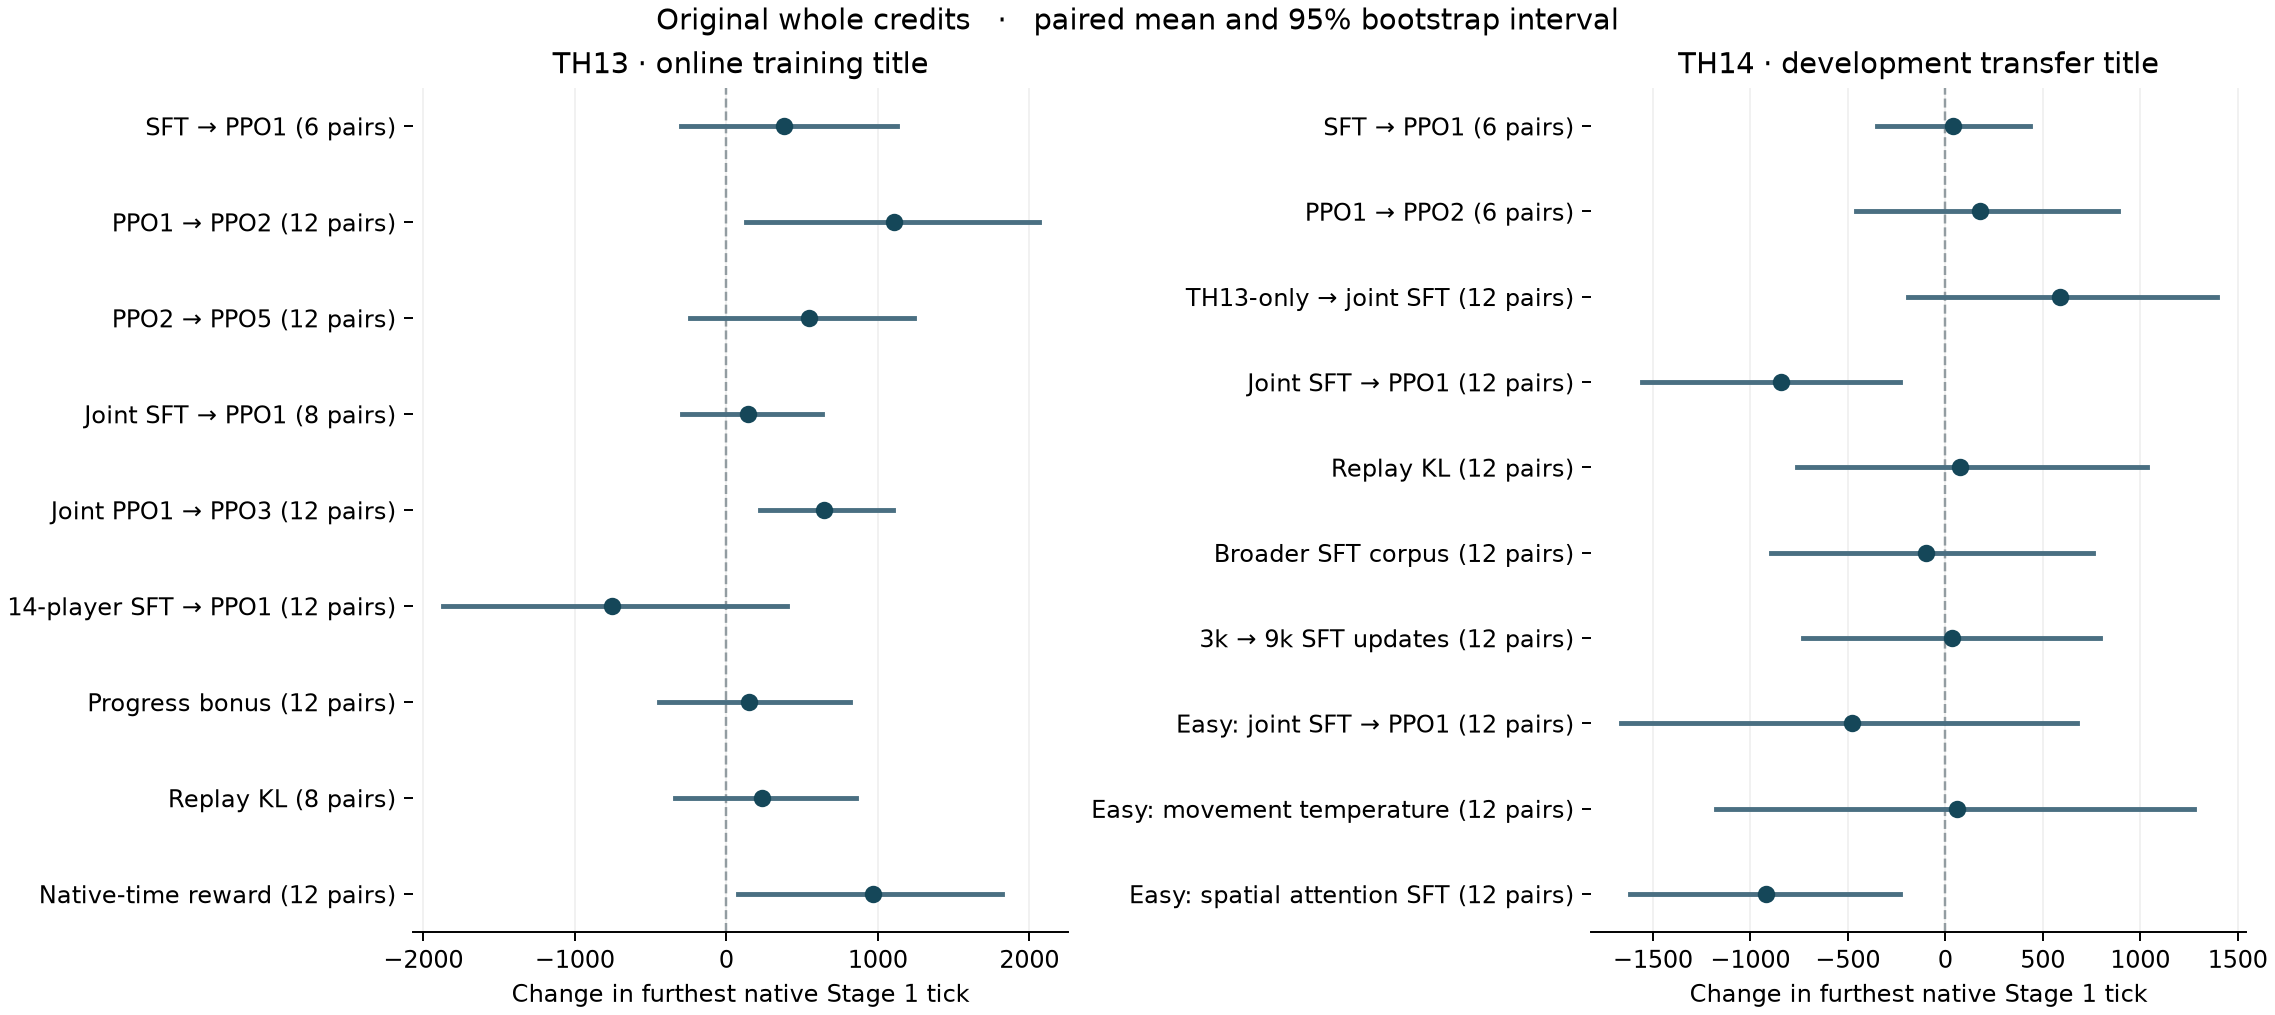 Original whole credits · paired mean and 95% bootstrap interval
TH13 · online training title
SFT → PPO1 (6 pairs)
PPO1 → PPO2 (12 pairs)
PPO2 → PPO5 (12 pairs)
Joint SFT → PPO1 (8 pairs)
Joint PPO1 → PPO3 (12 pairs)
14-player SFT → PPO1 (12 pairs)
Progress bonus (12 pairs)
Replay KL (8 pairs)
Native-time reward (12 pairs)
−2000 −1000 0 1000 2000
Change in furthest native Stage 1 tick
TH14 · development transfer title
SFT → PPO1 (6 pairs)
PPO1 → PPO2 (6 pairs)
TH13-only → joint SFT (12 pairs)
Joint SFT → PPO1 (12 pairs)
Replay KL (12 pairs)
Broader SFT corpus (12 pairs)
3k → 9k SFT updates (12 pairs)
Easy: joint SFT → PPO1 (12 pairs)
Easy: movement temperature (12 pairs)
Easy: spatial attention SFT (12 pairs)
−1500 −1000 −500 0 500 1000 1500
Change in furthest native Stage 1 tick